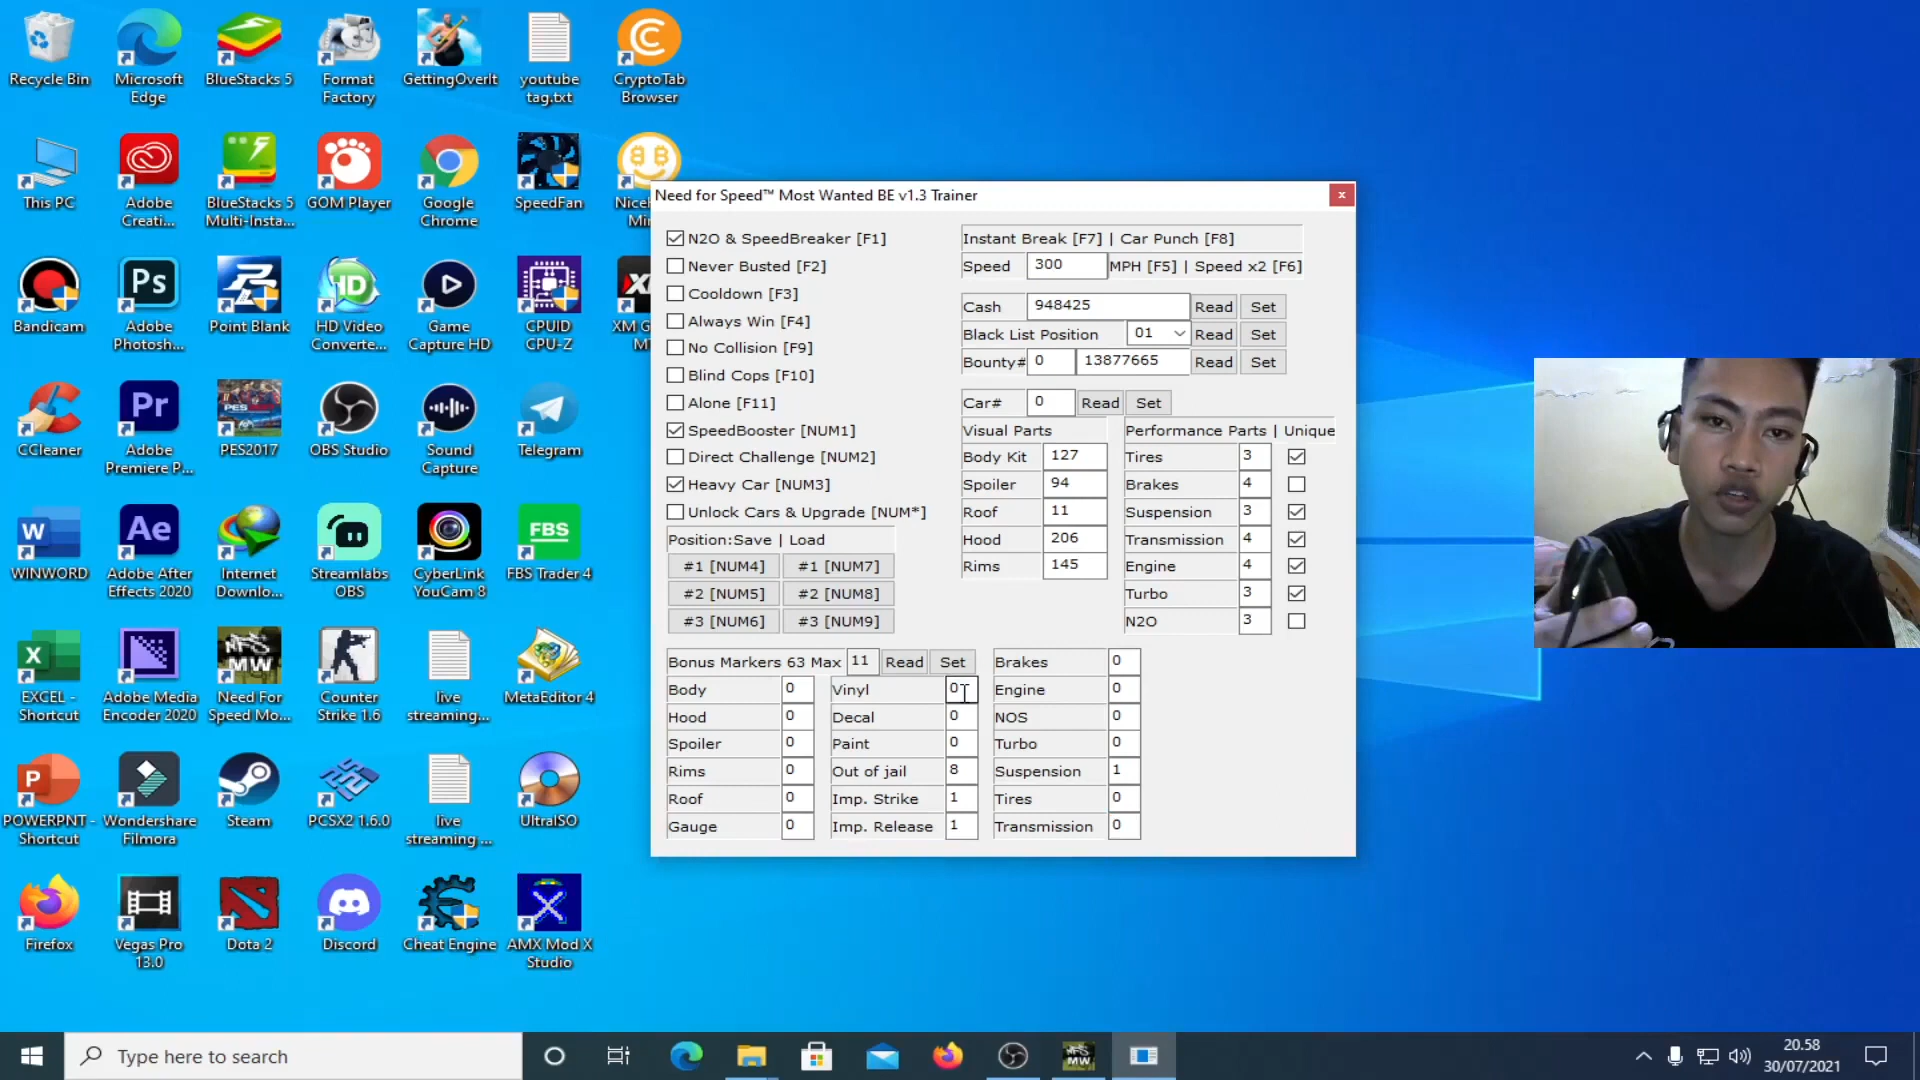 Recycle Bin
Microsoft
Edge
BlueStacks 5
Format
Factory
GettingOverIt
youtube
tag.txt
CryptoTab
Browser
This PC
Adobe
Creati...
BlueStacks 5
Multi-Insta...
GOM Player
Google
Chrome
SpeedFan
Bandicam
Adobe
Photosh...
Point Blank
HD Video
Converte...
Game
Capture HD
CPUID
CPU-Z
CCleaner
Adobe
Premiere P...
PES2017
OBS Studio
Sound
Capture
Telegram
WINWORD
Adobe After
Effects 2020
Internet
Downlo...
Streamlabs
OBS
CyberLink
YouCam 8
FBS Trader 4
EXCEL -
Shortcut
Adobe Media
Encoder 2020
Need For
Speed Mo...
Counter
Strike 1.6
live
streaming...
MetaEditor 4
POWERPNT -
Shortcut
Wondershare
Filmora
Steam
PCSX2 1.6.0
live
streaming ...
UltraISO
Firefox
Vegas Pro
13.0
Dota 2
Discord
Cheat Engine
AMX Mod X
Studio
Need for Speed™ Most Wanted BE v1.3 Trainer
x
N2O & SpeedBreaker [F1]
Never Busted [F2]
Cooldown [F3]
Always Win [F4]
No Collision [F9]
Blind Cops [F10]
Alone [F11]
SpeedBooster [NUM1]
Direct Challenge [NUM2]
Heavy Car [NUM3]
Unlock Cars & Upgrade [NUM*]
Position:Save | Load
#1 [NUM4] #1 [NUM7]
#2 [NUM5] #2 [NUM8]
#3 [NUM6] #3 [NUM9]
Instant Break [F7] | Car Punch [F8]
Speed 300 MPH [F5] | Speed x2 [F6]
Cash 948425 Read Set
Black List Position 01 Read Set
Bounty# 0 13877665 Read Set
Car# 0 Read Set
Visual Parts
Body Kit 127
Spoiler 94
Roof 11
Hood 206
Rims 145
Performance Parts | Unique
Tires 3
Brakes 4
Suspension 3
Transmission 4
Engine 4
Turbo 3
N2O 3
Bonus Markers 63 Max 11 Read Set
Body 0
Hood 0
Spoiler 0
Rims 0
Roof 0
Gauge 0
Vinyl 0
Decal 0
Paint 0
Out of jail 8
Imp. Strike 1
Imp. Release 1
Brakes 0
Engine 0
NOS 0
Turbo 0
Suspension 1
Tires 0
Transmission 0
Type here to search
20.58
30/07/2021